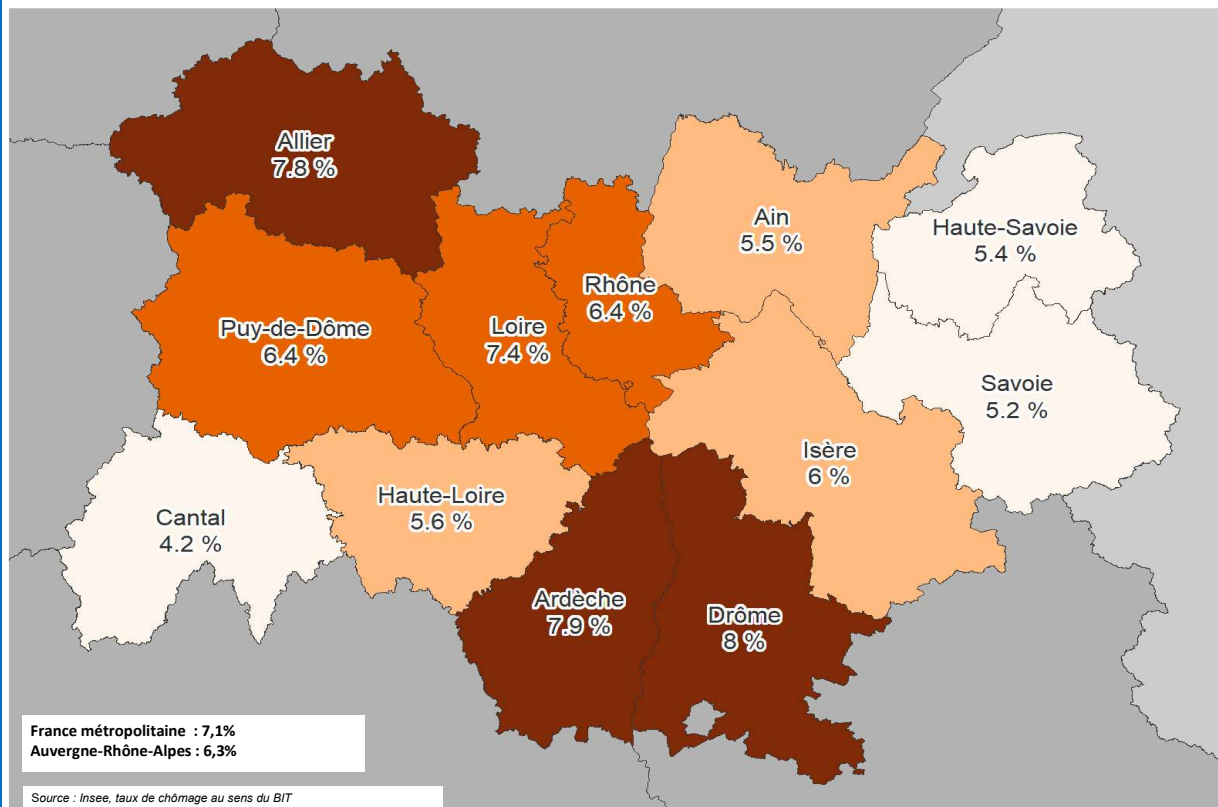 Allier
7.8 %
Ain
5.5 %
Haute-Savoie
5.4 %
Rhône
6.4 %
Puy-de-Dôme
6.4 %
Loire
7.4 %
Savoie
5.2 %
Isère
6 %
Haute-Loire
5.6 %
Cantal
4.2 %
Ardèche
7.9 %
Drôme
8 %
France métropolitaine : 7,1%
Auvergne-Rhône-Alpes : 6,3%
Source : Insee, taux de chômage au sens du BIT